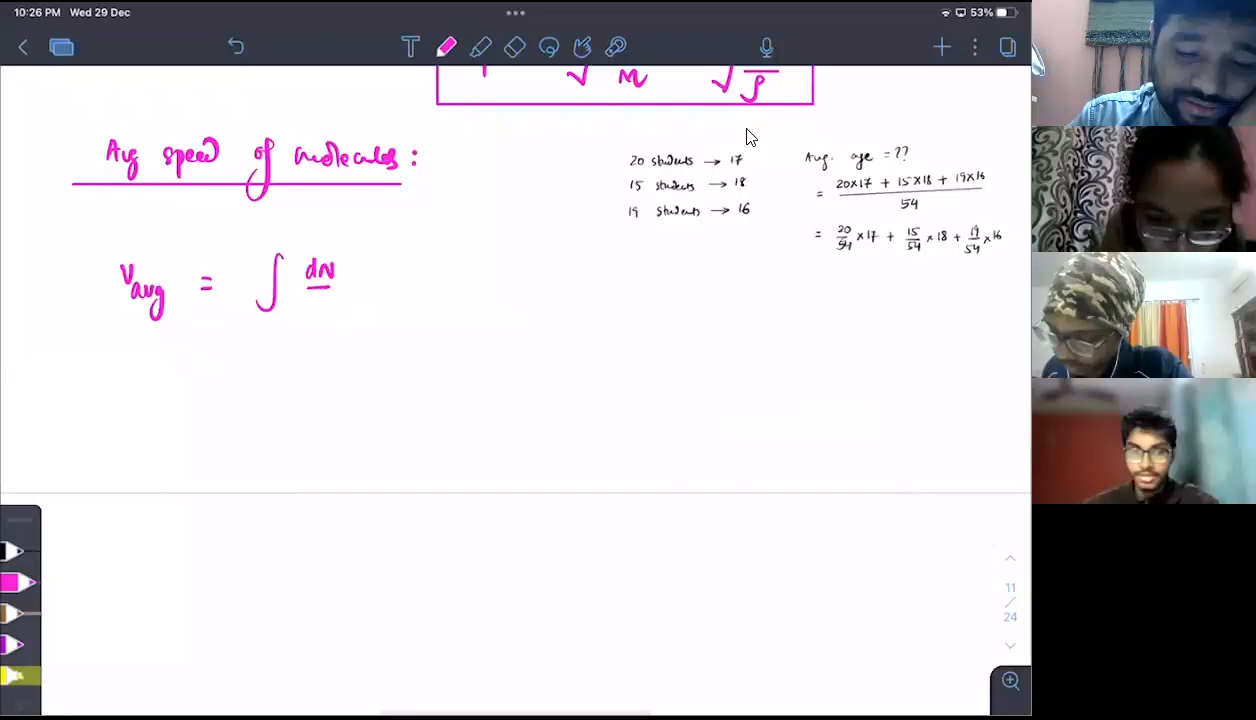 10:26 PM Wed 29 Dec
53%
T
√ M √ ρ
Avg speed of molecules :
20 students → 17
15 students → 18
19 students → 16
Avg. age = ??
= 20×17 + 15×18 + 19×16 / 54
= 20/54 ×17 + 15/54 ×18 + 19/54 ×16
Vavg = ∫ dN
11
/
24